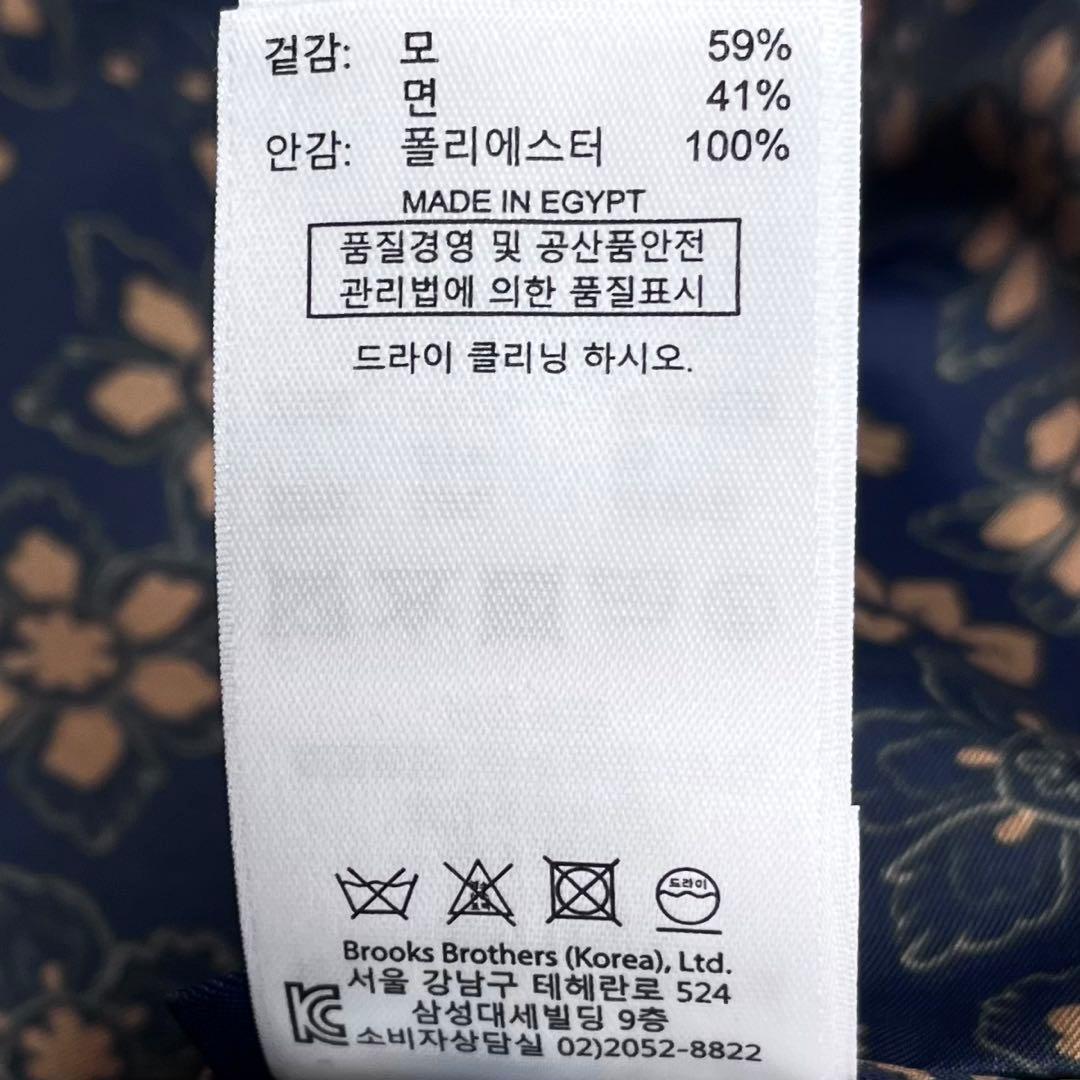 겉감: 모 59%
면 41%
안감: 폴리에스터 100%
MADE IN EGYPT
품질경영 및 공산품안전
관리법에 의한 품질표시
드라이 클리닝 하시오.
드라이
Brooks Brothers (Korea), Ltd.
서울 강남구 테헤란로 524
삼성대세빌딩 9층
소비자상담실 02)2052-8822
KC